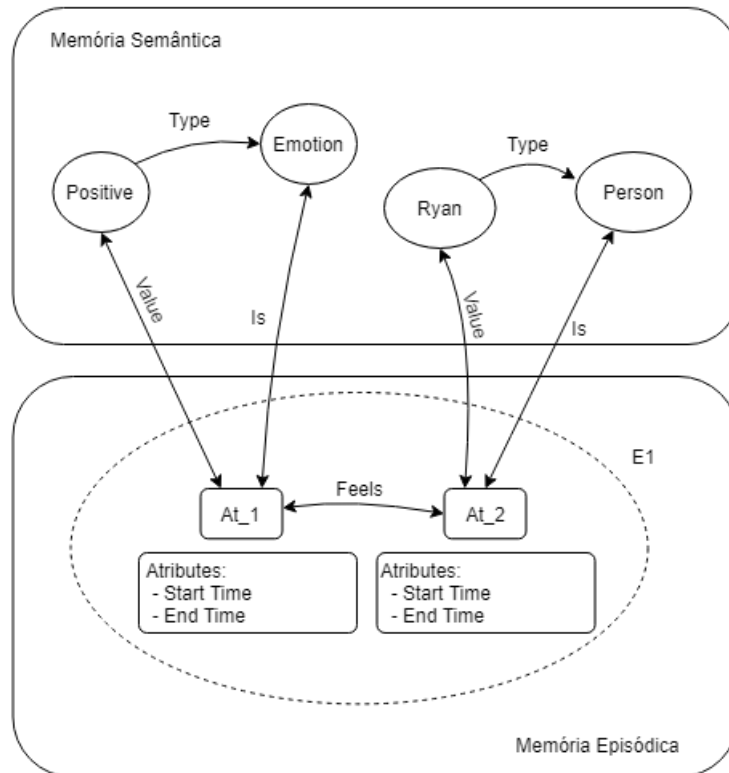 Memória Semântica
Type
Emotion
Positive
Type
Ryan
Person
Value
Is
Value
Is
E1
Feels
At_1
At_2
Atributes:
- Start Time
- End Time
Atributes:
- Start Time
- End Time
Memória Episódica